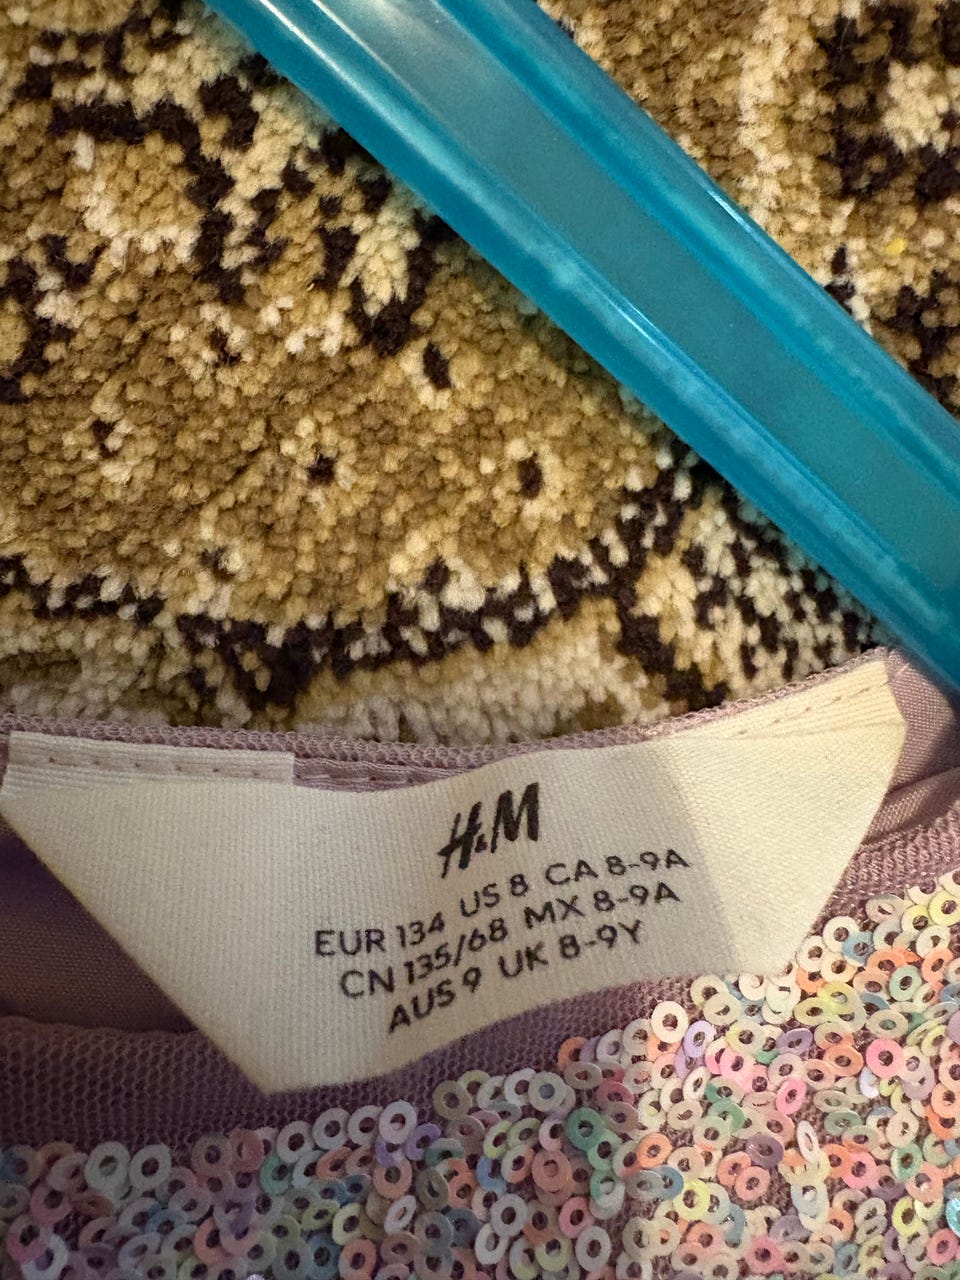 H&M
EUR 134 US 8 CA 8-9A
CN 135/68 MX 8-9A
AUS 9 UK 8-9Y